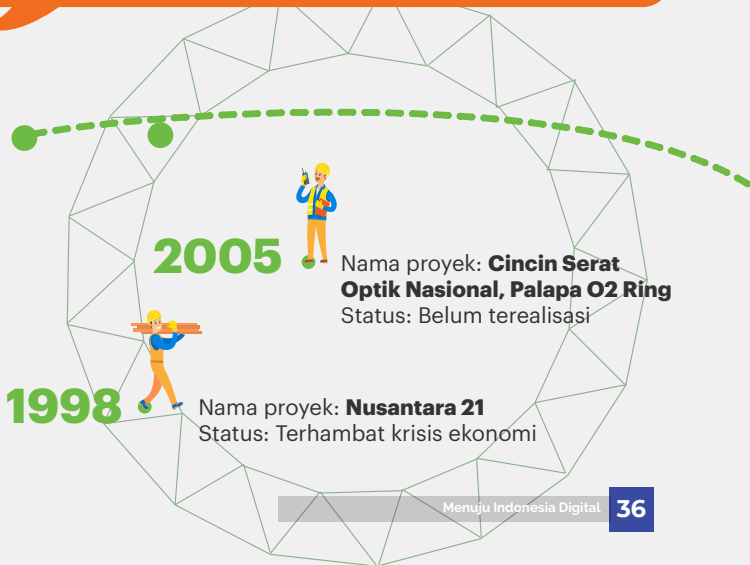 2005
Nama proyek: Cincin Serat
Optik Nasional, Palapa O2 Ring
Status: Belum terealisasi
1998
Nama proyek: Nusantara 21
Status: Terhambat krisis ekonomi
Menuju Indonesia Digital 36